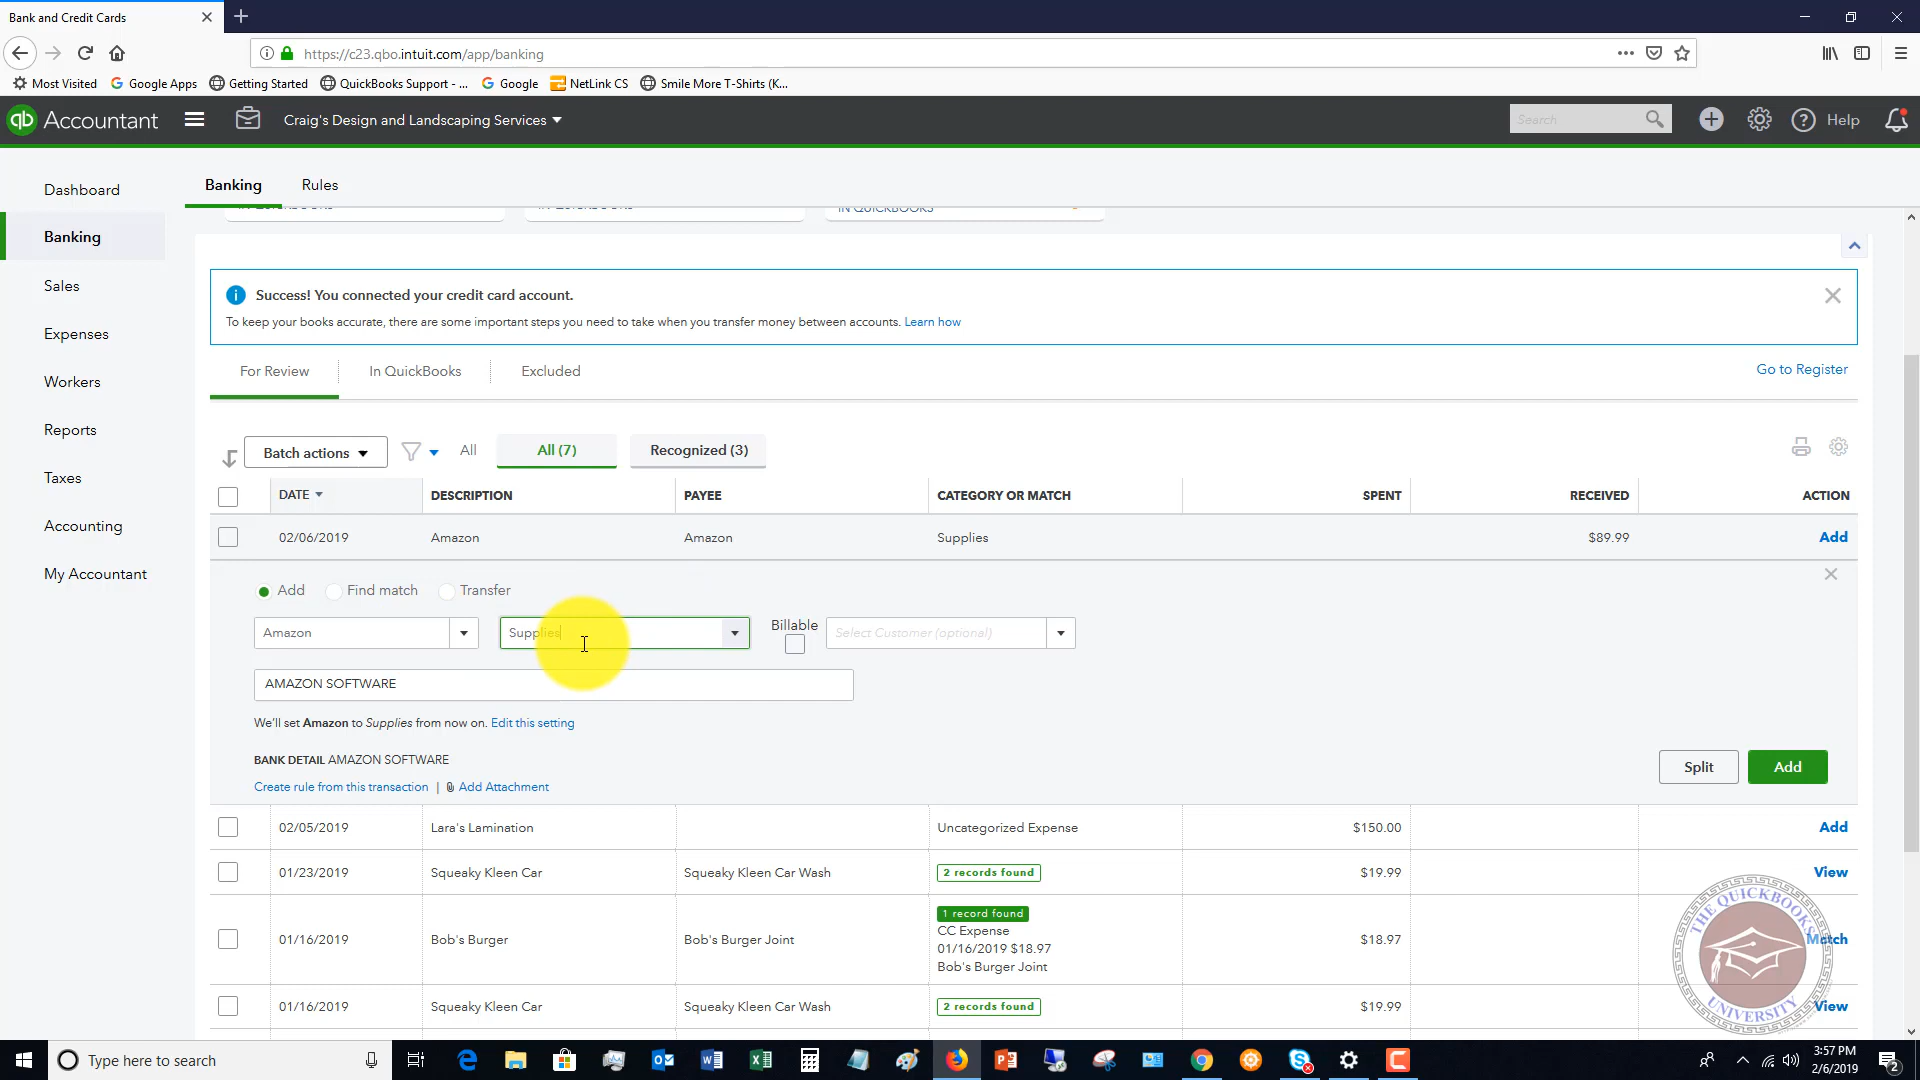 Bank and Credit Cards
https://c23.qbo.intuit.com/app/banking
Most Visited Google Apps Getting Started QuickBooks Support - ... Google NetLink CS Smile More T-Shirts (K...
qb Accountant Craig's Design and Landscaping Services Search Help
Dashboard
Banking
Sales
Expenses
Workers
Reports
Taxes
Accounting
My Accountant
Banking Rules
IN QUICKBOOKS IN QUICKBOOKS IN QUICKBOOKS
Success! You connected your credit card account.
To keep your books accurate, there are some important steps you need to take when you transfer money between accounts. Learn how
For Review In QuickBooks Excluded Go to Register
Batch actions All All (7) Recognized (3)
DATE DESCRIPTION PAYEE CATEGORY OR MATCH SPENT RECEIVED ACTION
02/06/2019 Amazon Amazon Supplies $89.99 Add
Add Find match Transfer
Amazon Supplies Billable Select Customer (optional)
AMAZON SOFTWARE
We'll set Amazon to Supplies from now on. Edit this setting
BANK DETAIL AMAZON SOFTWARE
Create rule from this transaction | Add Attachment
Split Add
02/05/2019 Lara's Lamination Uncategorized Expense $150.00 Add
01/23/2019 Squeaky Kleen Car Squeaky Kleen Car Wash 2 records found $19.99 View
01/16/2019 Bob's Burger Bob's Burger Joint 1 record found $18.97 Match
CC Expense
01/16/2019 $18.97
Bob's Burger Joint
01/16/2019 Squeaky Kleen Car Squeaky Kleen Car Wash 2 records found $19.99 View
THE QUICKBOOKS UNIVERSITY
Type here to search
3:57 PM
2/6/2019
2